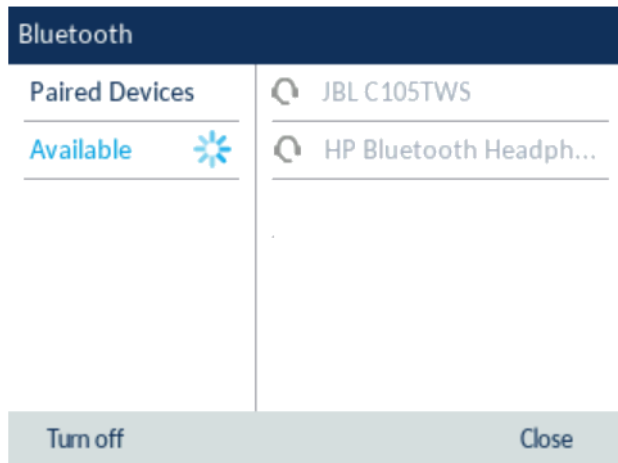 Bluetooth
Paired Devices
Available
JBL C105TWS
HP Bluetooth Headph...
Turn off
Close